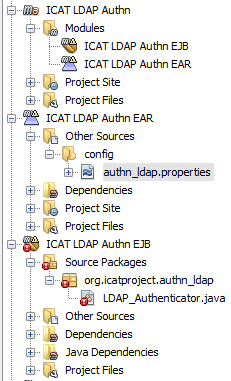 ICAT LDAP Authn
Modules
ICAT LDAP Authn EJB
ICAT LDAP Authn EAR
Project Site
Project Files
ICAT LDAP Authn EAR
Other Sources
config
authn_ldap.properties
Dependencies
Project Site
Project Files
ICAT LDAP Authn EJB
Source Packages
org.icatproject.authn_ldap
LDAP_Authenticator.java
Other Sources
Dependencies
Java Dependencies
Project Files